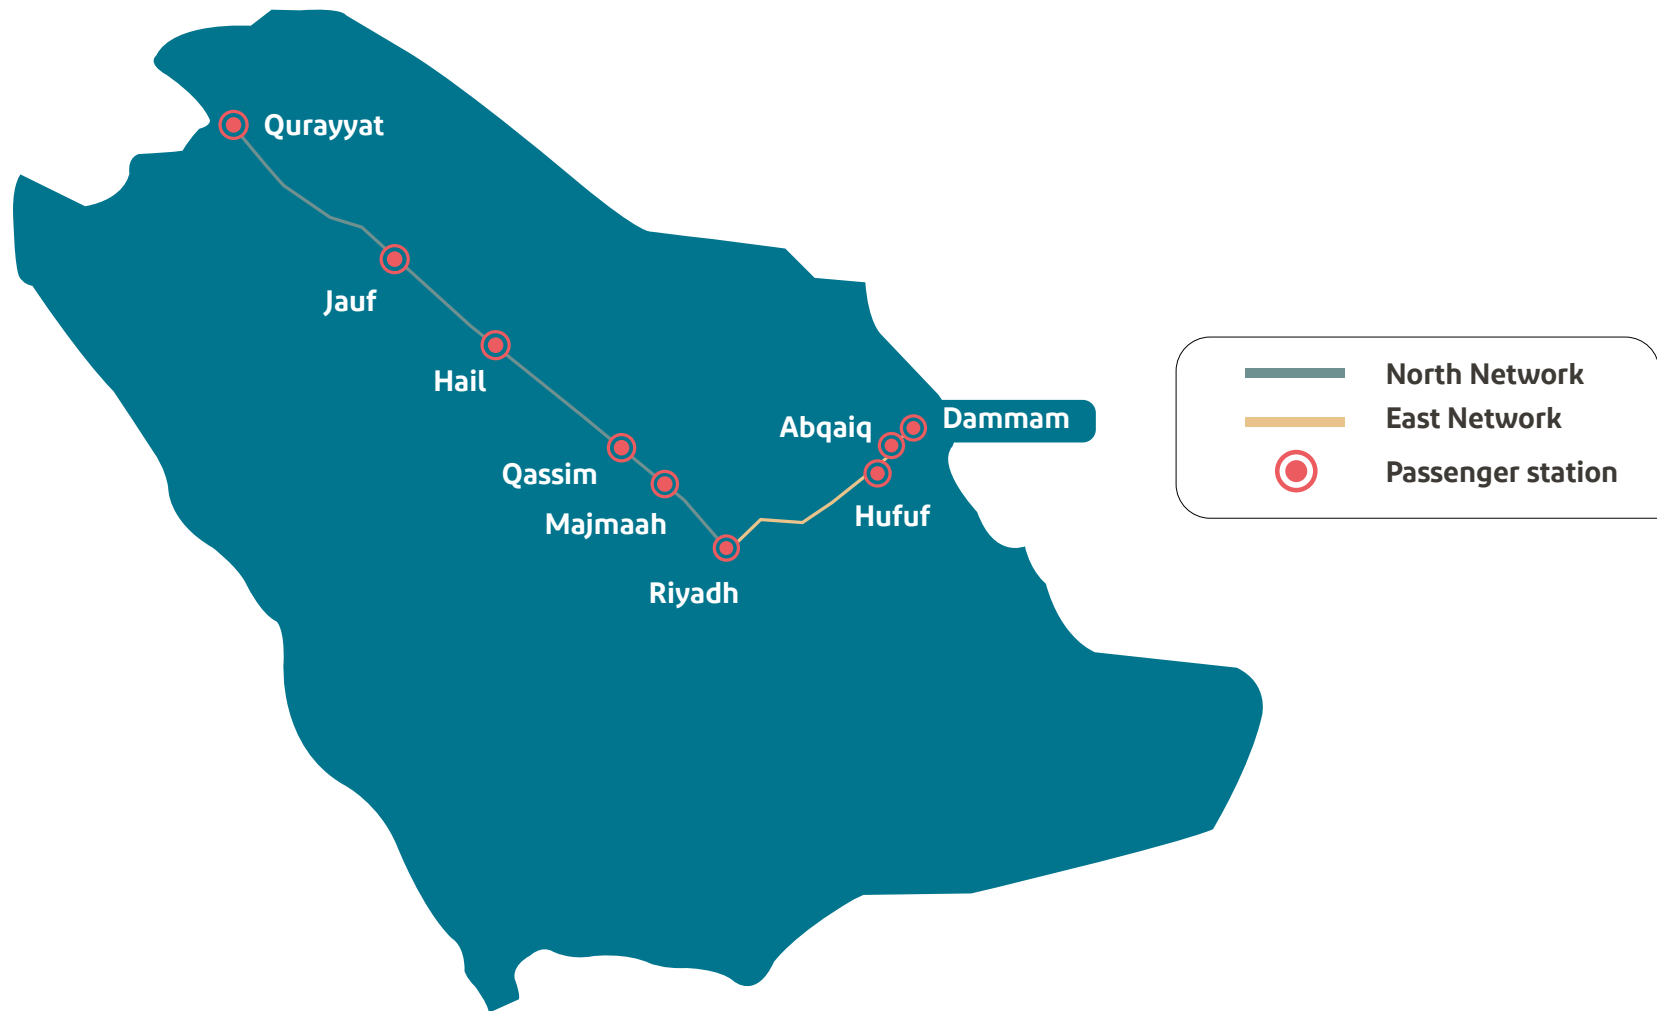 Qurayyat
Jauf
Hail
Qassim
Majmaah
Riyadh
Hufuf
Abqaiq
Dammam
North Network
East Network
Passenger station